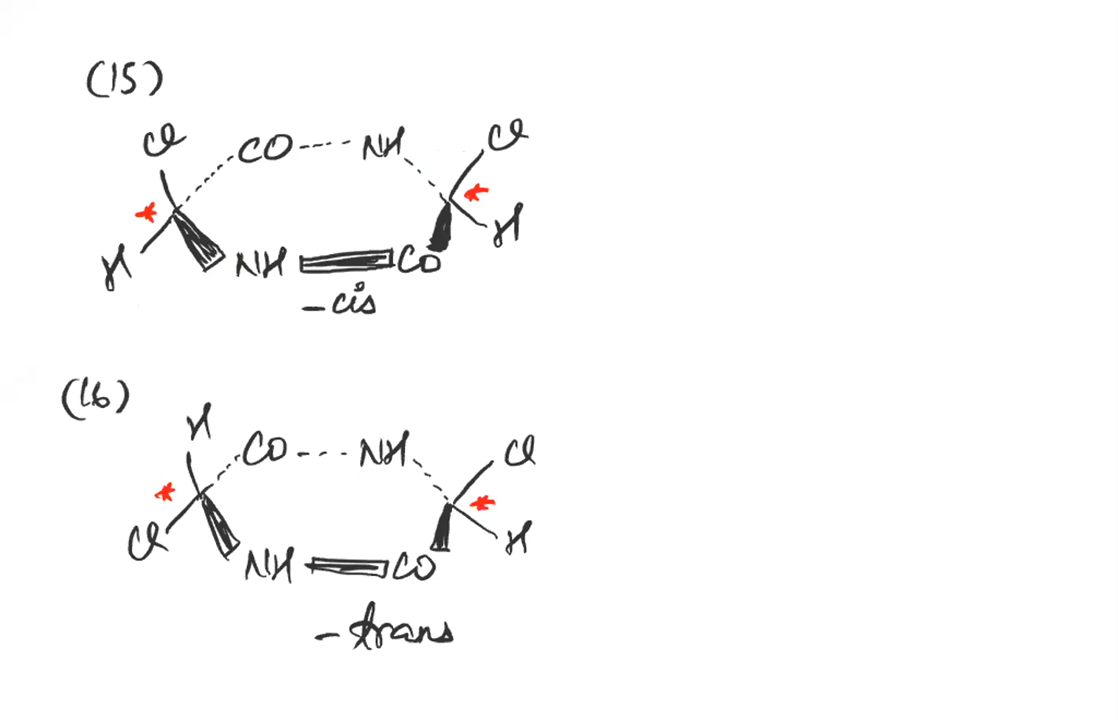 (15)
Cl CO NH Cl
H NH CO H
- cis
(16)
H CO NH Cl
Cl NH CO H
- trans